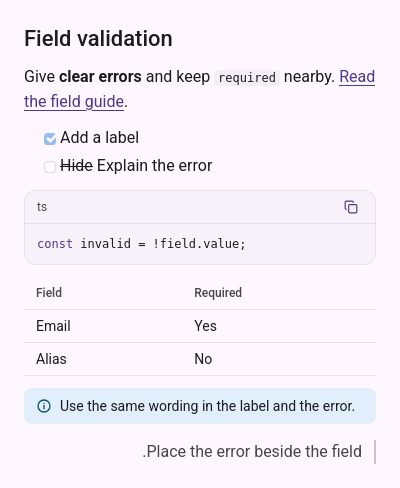 Field validation
Give clear errors and keep required nearby. Read
the field guide.
Add a label
Hide Explain the error
ts
const invalid = !field.value;
Field Required
Email Yes
Alias No
Use the same wording in the label and the error.
.Place the error beside the field